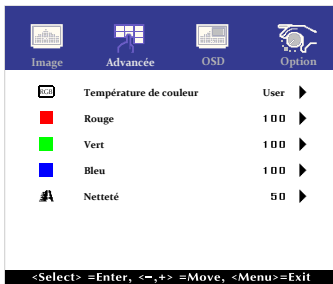 Image Advancée OSD Option
RGB Température de couleur User
Rouge 100
Vert 100
Bleu 100
Netteté 50
<Select> =Enter, <−,+> =Move, <Menu>=Exit